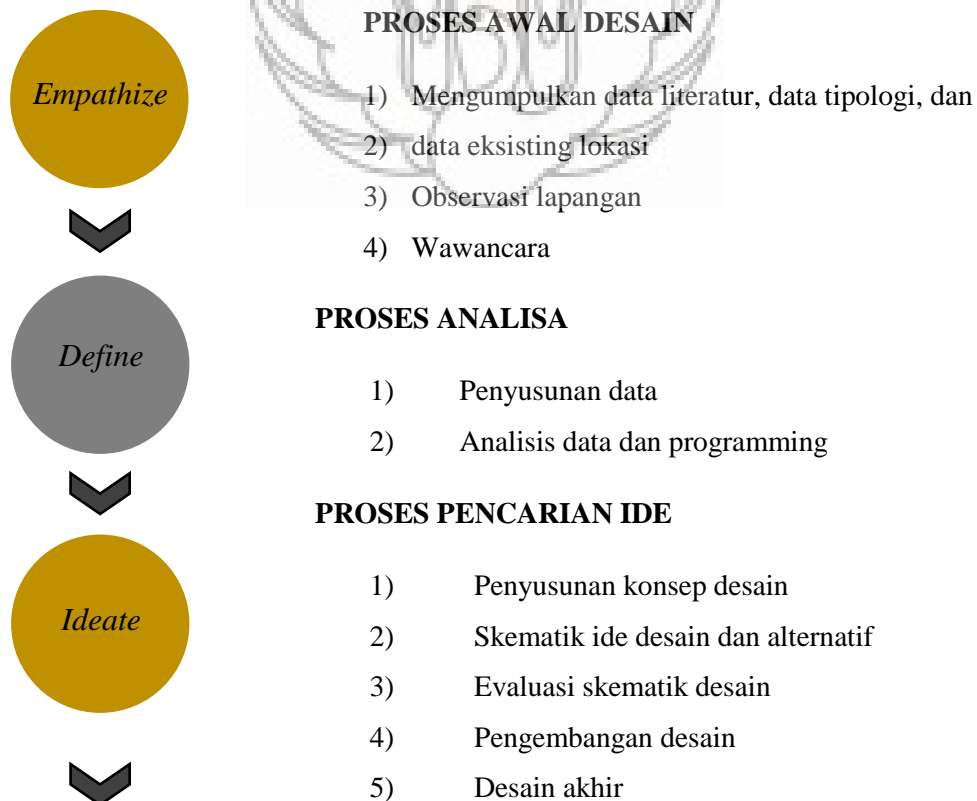 PROSES AWAL DESAIN
Empathize
1) Mengumpulkan data literatur, data tipologi, dan
2) data eksisting lokasi
3) Observasi lapangan
4) Wawancara
PROSES ANALISA
Define
1) Penyusunan data
2) Analisis data dan programming
PROSES PENCARIAN IDE
Ideate
1) Penyusunan konsep desain
2) Skematik ide desain dan alternatif
3) Evaluasi skematik desain
4) Pengembangan desain
5) Desain akhir